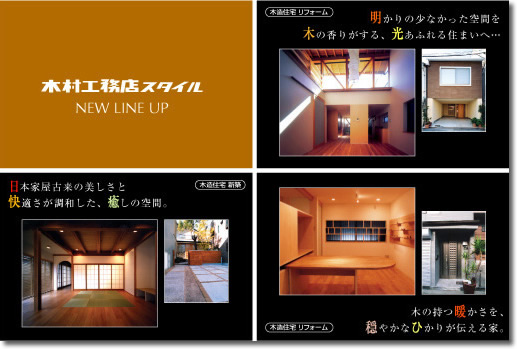 木村工務店スタイル
NEW LINE UP
木造住宅 リフォーム
明かりの少なかった空間を
木の香りがする、光あふれる住まいへ…
日本家屋古来の美しさと
快適さが調和した、癒しの空間。
木造住宅 新築
木の持つ暖かさを、
穏やかなひかりが伝える家。
木造住宅 リフォーム